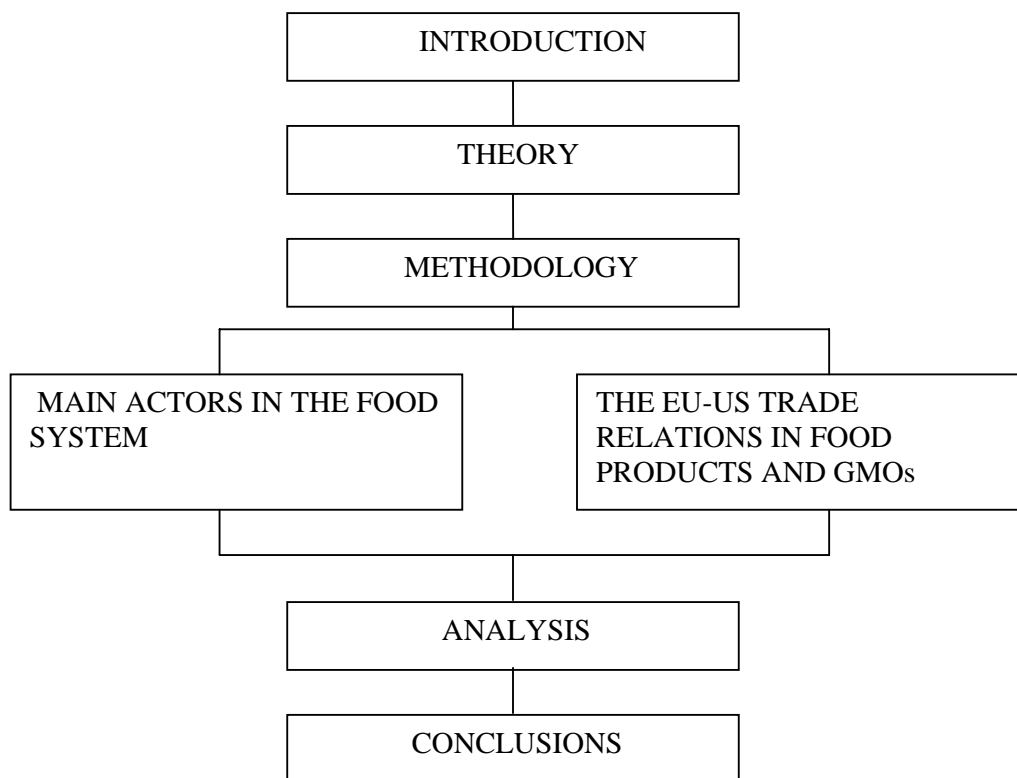 INTRODUCTION
THEORY
METHODOLOGY
MAIN ACTORS IN THE FOOD
SYSTEM
THE EU-US TRADE
RELATIONS IN FOOD
PRODUCTS AND GMOs
ANALYSIS
CONCLUSIONS